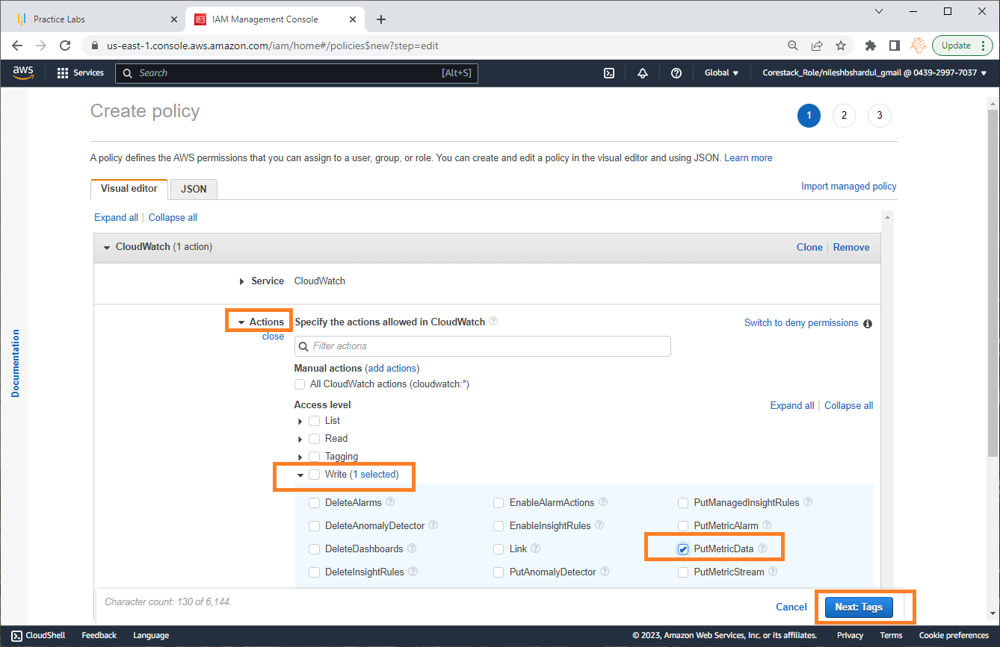 Practice Labs
IAM Management Console
us-east-1.console.aws.amazon.com/iam/home#/policies$new?step=edit
Update
aws
Services
Search
[Alt+S]
Global
Corestack_Role/nileshbshardul_gmail @ 0439-2997-7037
Create policy
1
2
3
A policy defines the AWS permissions that you can assign to a user, group, or role. You can create and edit a policy in the visual editor and using JSON. Learn more
Visual editor
JSON
Import managed policy
Expand all | Collapse all
CloudWatch (1 action)
Clone | Remove
Service CloudWatch
Actions Specify the actions allowed in CloudWatch
Switch to deny permissions
close
Filter actions
Manual actions (add actions)
All CloudWatch actions (cloudwatch:*)
Access level
Expand all | Collapse all
List
Read
Tagging
Write (1 selected)
DeleteAlarms EnableAlarmActions PutManagedInsightRules
DeleteAnomalyDetector EnableInsightRules PutMetricAlarm
DeleteDashboards Link PutMetricData
DeleteInsightRules PutAnomalyDetector PutMetricStream
Character count: 130 of 6,144.
Cancel
Next: Tags
Documentation
CloudShell Feedback Language
© 2023, Amazon Web Services, Inc. or its affiliates. Privacy Terms Cookie preferences